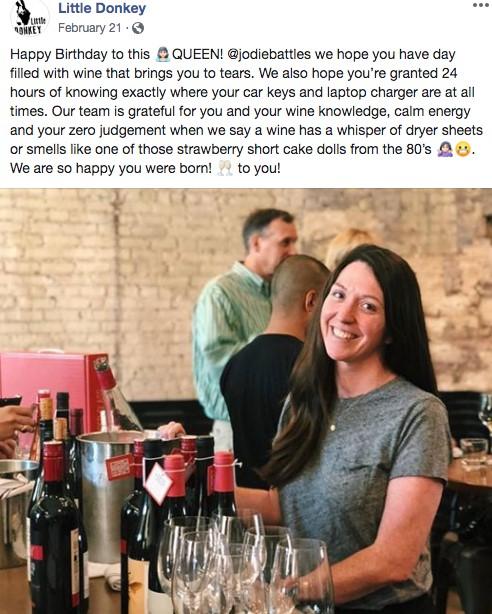 Little Donkey
February 21 ·
Happy Birthday to this 👸🏻QUEEN! @jodiebattles we hope you have day
filled with wine that brings you to tears. We also hope you're granted 24
hours of knowing exactly where your car keys and laptop charger are at all
times. Our team is grateful for you and your wine knowledge, calm energy
and your zero judgement when we say a wine has a whisper of dryer sheets
or smells like one of those strawberry short cake dolls from the 80's 🤷🏻‍♀️😬.
We are so happy you were born! 🥂 to you!
Little
DONKEY